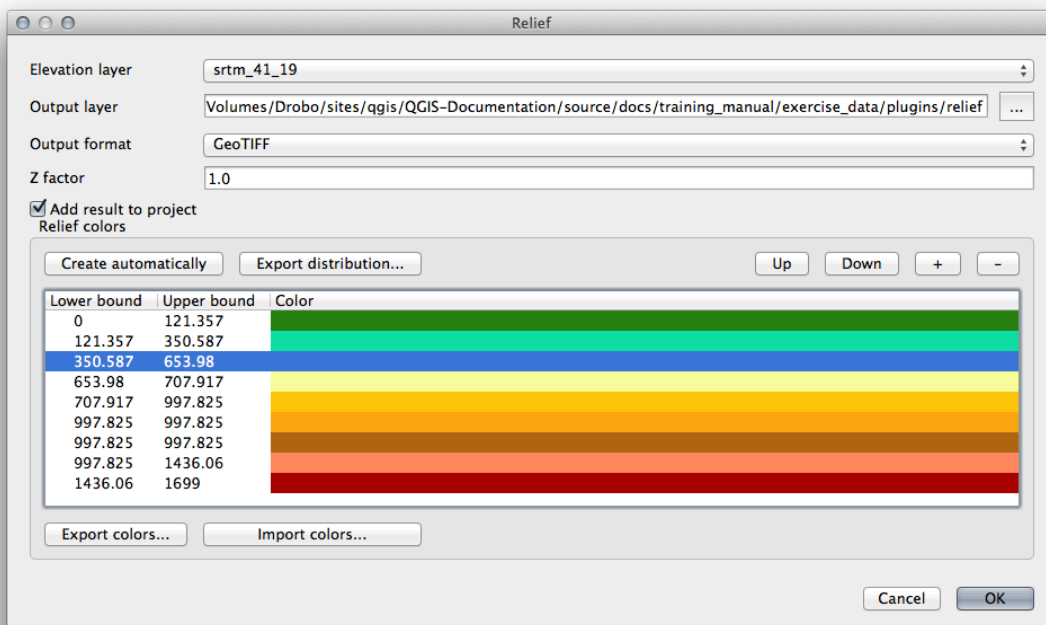 Relief
Elevation layer srtm_41_19
Output layer Volumes/Drobo/sites/qgis/QGIS-Documentation/source/docs/training_manual/exercise_data/plugins/relief ...
Output format GeoTIFF
Z factor 1.0
Add result to project
Relief colors
Create automatically Export distribution... Up Down + -
Lower bound Upper bound Color
0 121.357
121.357 350.587
350.587 653.98
653.98 707.917
707.917 997.825
997.825 997.825
997.825 997.825
997.825 1436.06
1436.06 1699
Export colors... Import colors...
Cancel OK